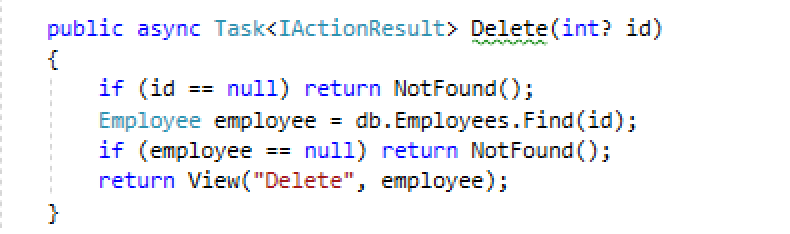 public async Task<IActionResult> Delete(int? id)
{
if (id == null) return NotFound();
Employee employee = db.Employees.Find(id);
if (employee == null) return NotFound();
return View("Delete", employee);
}